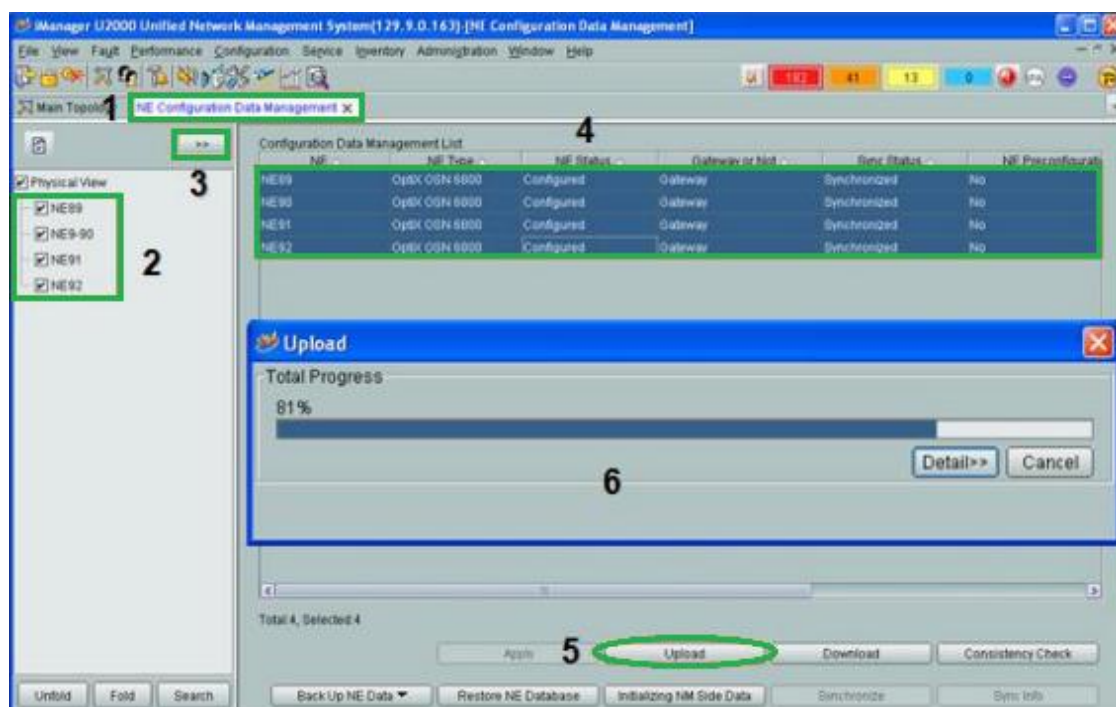 iManager U2000 Unified Network Management System(129.9.0.163)-[NE Configuration Data Management]
File View Fault Performance Configuration Service Inventory Administration Window Help
41 13 0
Main Topolo 1 NE Configuration Data Management
>>
3
Physical View
NE89
NE9-90
NE91
NE92
2
Configuration Data Management List
4
NE NE Type NE Status Gateway or Not Sync Status NE Preconfigurati
NE89 OptiX OSN 6800 Configured Gateway Synchronized No
NE90 OptiX OSN 6800 Configured Gateway Synchronized No
NE91 OptiX OSN 6800 Configured Gateway Synchronized No
NE92 OptiX OSN 6800 Configured Gateway Synchronized No
Upload
Total Progress
81%
Detail>> Cancel
6
Total:4, Selected:4
Apply 5 Upload Download Consistency Check
Unfold Fold Search Back Up NE Data Restore NE Database Initializing NM Side Data Synchronize Sync Info